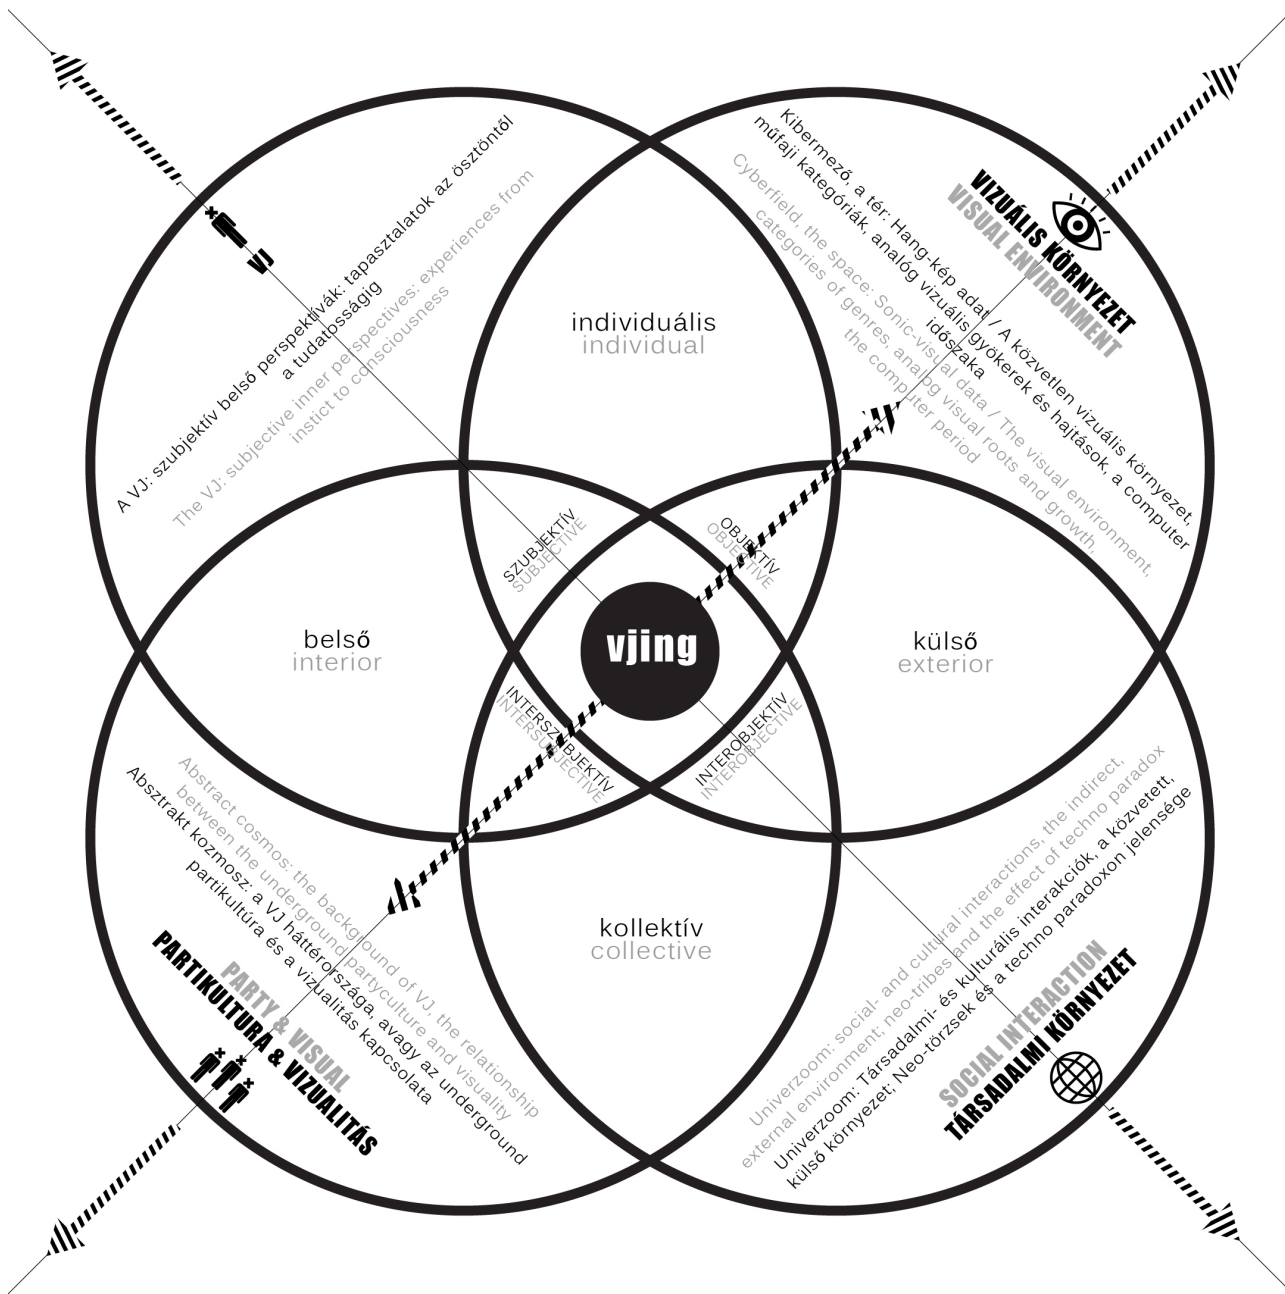 A VJ: szubjektív belső perspektívák: tapasztalatok az ösztöntől
a tudatosságig
The VJ: subjective inner perspectives: experiences from
instict to consciousness
VJ
Kibermező, a tér: Hang-kép adat / A közvetlen vizuális környezet,
műfaji kategóriák, analóg vizuális gyökerek és hajtások, a computer
időszaka
Cyberfield, the space: Sonic-visual data / The visual environment,
categories of genres, analog visual roots and growth,
the computer period
VIZUÁLIS KÖRNYEZET
VISUAL ENVIRONMENT
individuális
individual
SZUBJEKTÍV
SUBJECTIVE
OBJEKTÍV
OBJECTIVE
belső
interior
vjing
külső
exterior
INTERSZUBJEKTÍV
INTERSUBJECTIVE
INTEROBJEKTÍV
INTEROBJECTIVE
kollektív
collective
Abstract cosmos: the background of VJ, the relationship
between the underground partyculture and visuality
Absztrakt kozmosz: a VJ háttérországa, avagy az underground
partikultúra és a vizualitás kapcsolata
PARTY & VISUAL
PARTIKULTURA & VIZUALITÁS
Univerzoom: social- and cultural interactions, the indirect,
external environment: neo-tribes and the effect of techno paradox
Univerzoom: Társadalmi- és kulturális interakciók, a közvetett,
külső környezet; Neo-törzsek és a techno paradoxon jelensége
SOCIAL INTERACTION
TÁRSADALMI KÖRNYEZET